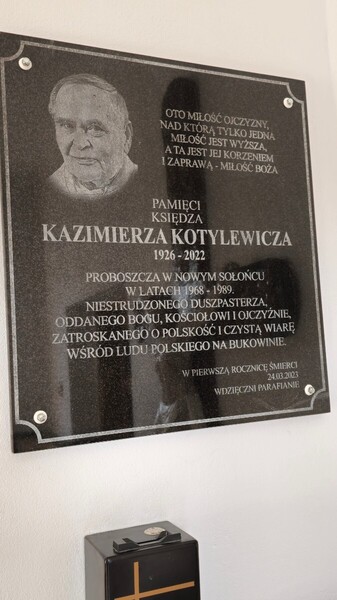 OTO MIŁOŚĆ OJCZYZNY,
NAD KTÓRĄ TYLKO JEDNA
MIŁOŚĆ JEST WYŻSZA,
A TĄ JEST JEJ KORZENIEM
I ZAPRAWĄ - MIŁOŚĆ BOŻA
PAMIĘCI
KSIĘDZA
KAZIMIERZA KOTYLEWICZA
1926 - 2022
PROBOSZCZA W NOWYM SOŁOŃCU
W LATACH 1968 - 1989.
NIESTRUDZONEGO DUSZPASTERZA,
ODDANEGO BOGU, KOŚCIOŁOWI I OJCZYŹNIE,
ZATROSKANEGO O POLSKOŚĆ I CZYSTĄ WIARĘ
WŚRÓD LUDU POLSKIEGO NA BUKOWINIE.
W PIERWSZĄ ROCZNICĘ ŚMIERCI
24.03.2023
WDZIĘCZNI PARAFIANIE